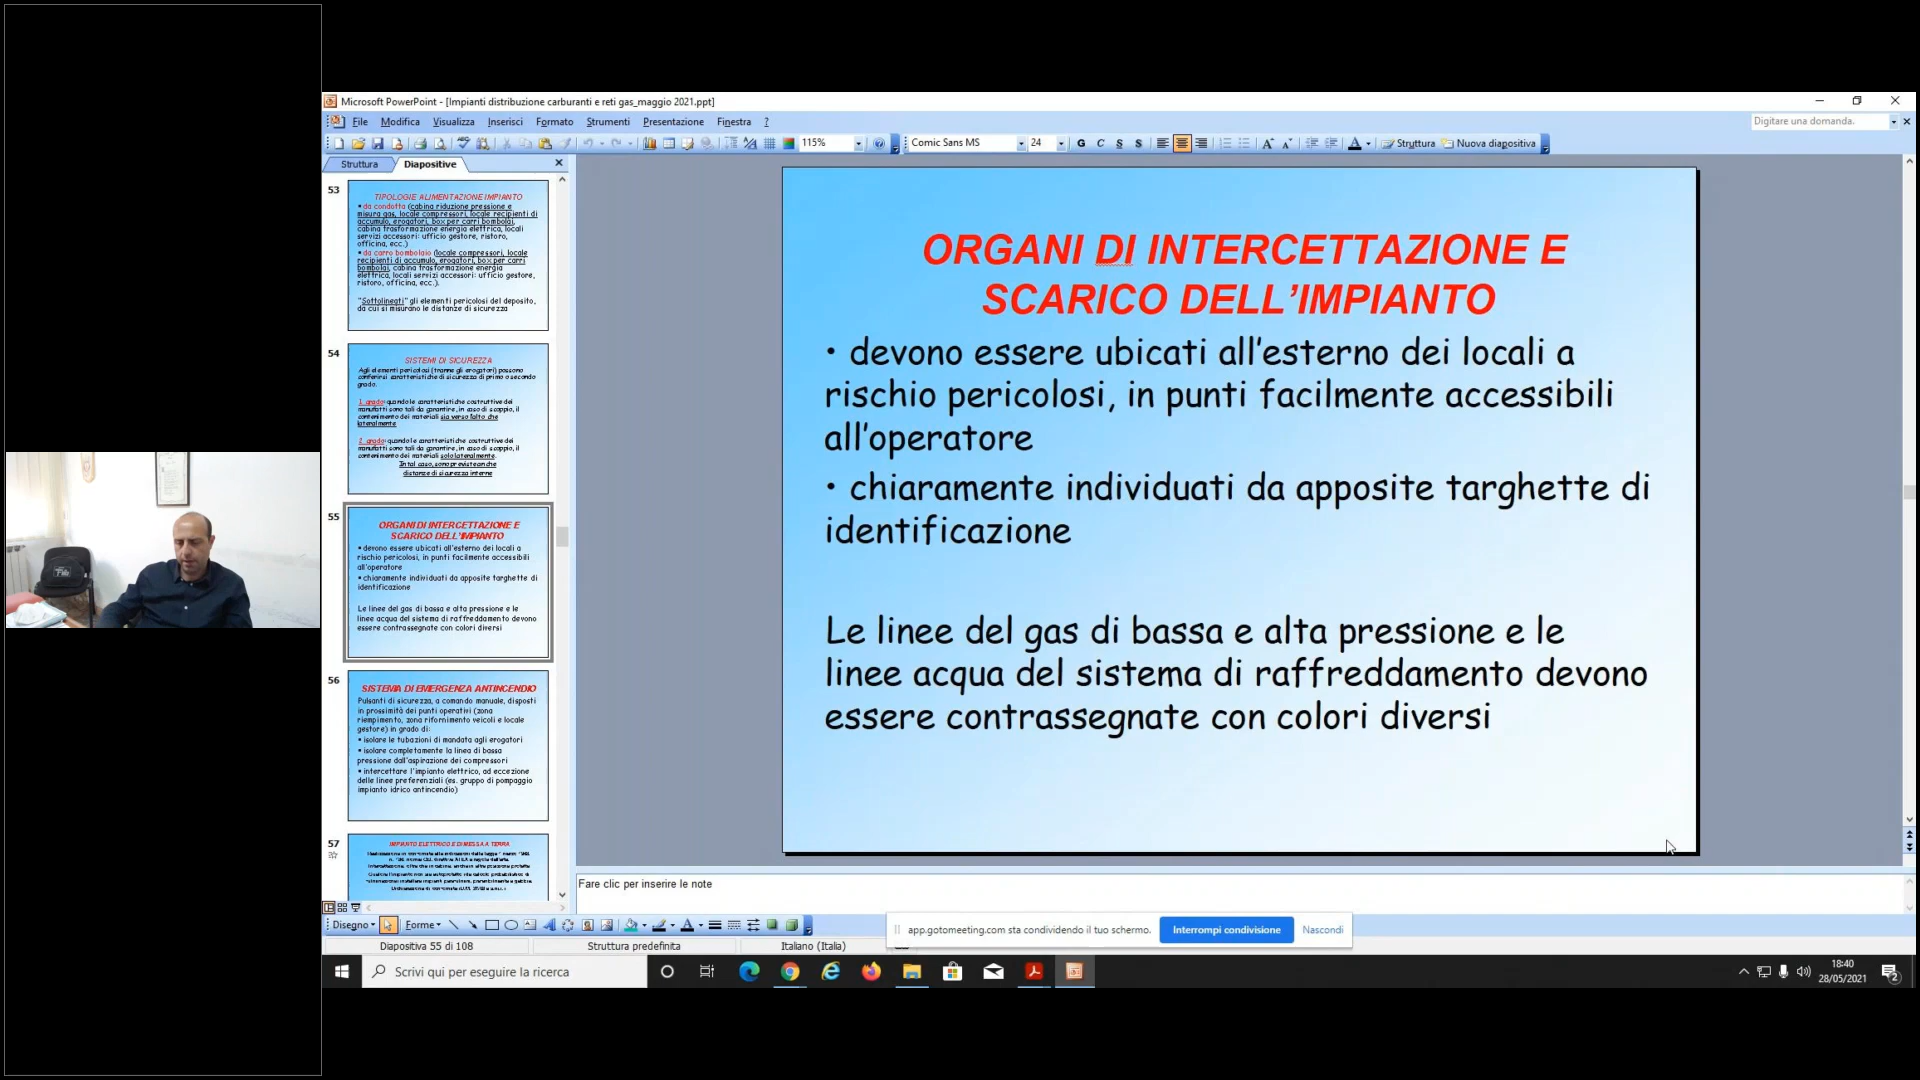 Microsoft PowerPoint - [Impianti distribuzione carburanti e reti gas_maggio 2021.ppt]
File Modifica Visualizza Inserisci Formato Strumenti Presentazione Finestra ?
Digitare una domanda.
115%
Comic Sans MS
24
G C S S
Struttura
Nuova diapositiva
Struttura
Diapositive
53
TIPOLOGIE ALIMENTAZIONE IMPIANTO
• da condotta (cabina riduzione pressione e
misura gas, locale compressori, locale recipienti di
accumulo, erogatori, box per carri bombolai,
cabina trasformazione energia elettrica, locali
servizi accessori: ufficio gestore, ristoro,
officina, ecc.)
• da carro bombolaio (locale compressori, locale
recipienti di accumulo, erogatori, box per carri
bombolai, cabina trasformazione energia
elettrica, locali servizi accessori: ufficio gestore,
ristoro, officina, ecc.).
"Sottolineati" gli elementi pericolosi del deposito,
da cui si misurano le distanze di sicurezza
54
SISTEMI DI SICUREZZA
Agli elementi pericolosi (tranne gli erogatori) possono
conferirsi caratteristiche di sicurezza di primo o secondo
grado.
1. grado: quando le caratteristiche costruttive dei
manufatti sono tali da garantire, in caso di scoppio, il
contenimento dei materiali sia verso l'alto che
lateralmente
2. grado: quando le caratteristiche costruttive dei
manufatti sono tali da garantire, in caso di scoppio, il
contenimento dei materiali solo lateralmente.
In tal caso, sono previste anche
distanze di sicurezza interne
55
ORGANI DI INTERCETTAZIONE E
SCARICO DELL'IMPIANTO
• devono essere ubicati all'esterno dei locali a
rischio pericolosi, in punti facilmente accessibili
all'operatore
• chiaramente individuati da apposite targhette di
identificazione
Le linee del gas di bassa e alta pressione e le
linee acqua del sistema di raffreddamento devono
essere contrassegnate con colori diversi
56
SISTEMA DI EMERGENZA ANTINCENDIO
Pulsanti di sicurezza, a comando manuale, disposti
in prossimità dei punti operativi (zona
riempimento, zona rifornimento veicoli e locale
gestore) in grado di:
• isolare le tubazioni di mandata agli erogatori
• isolare completamente la linea di bassa
pressione dall'aspirazione dei compressori
• intercettare l'impianto elettrico, ad eccezione
delle linee preferenziali (es. gruppo di pompaggio
impianto idrico antincendio)
57
IMPIANTO ELETTRICO E DI MESSA A TERRA
ORGANI DI INTERCETTAZIONE E
SCARICO DELL'IMPIANTO
• devono essere ubicati all'esterno dei locali a
rischio pericolosi, in punti facilmente accessibili
all'operatore
• chiaramente individuati da apposite targhette di
identificazione
Le linee del gas di bassa e alta pressione e le
linee acqua del sistema di raffreddamento devono
essere contrassegnate con colori diversi
Fare clic per inserire le note
Disegno
Forme
app.gotomeeting.com sta condividendo il tuo schermo.
Interrompi condivisione
Nascondi
Diapositiva 55 di 108
Struttura predefinita
Italiano (Italia)
Scrivi qui per eseguire la ricerca
18:40
28/05/2021
2